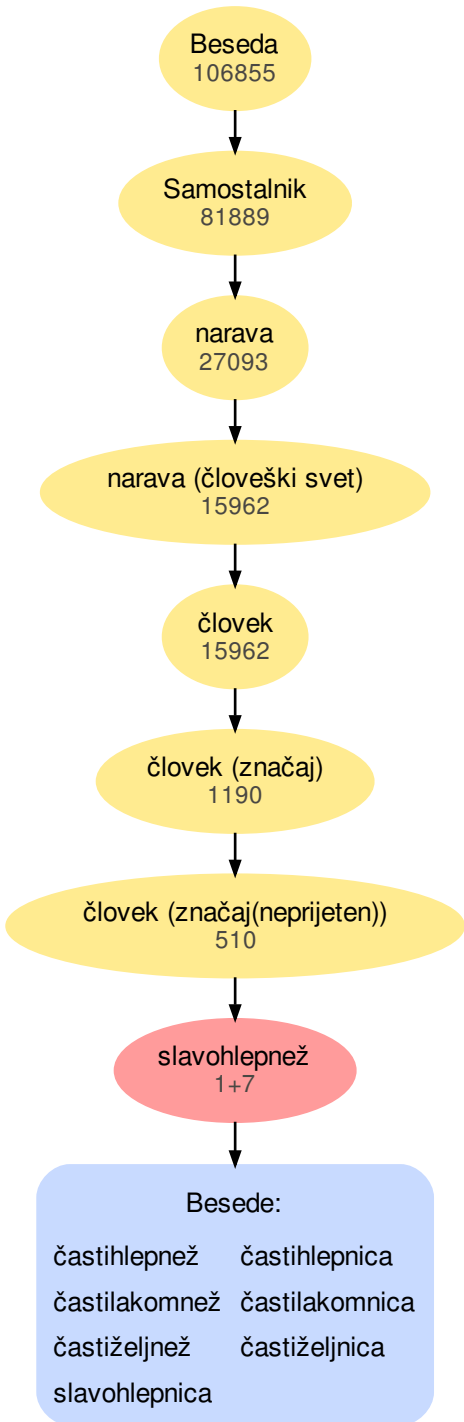 Beseda
106855
Samostalnik
81889
narava
27093
narava (človeški svet)
15962
človek
15962
človek (značaj)
1190
človek (značaj(neprijeten))
510
slavohlepnež
1+7
Besede:
častihlepnež častihlepnica
častilakomnež častilakomnica
častiželjnež častiželjnica
slavohlepnica